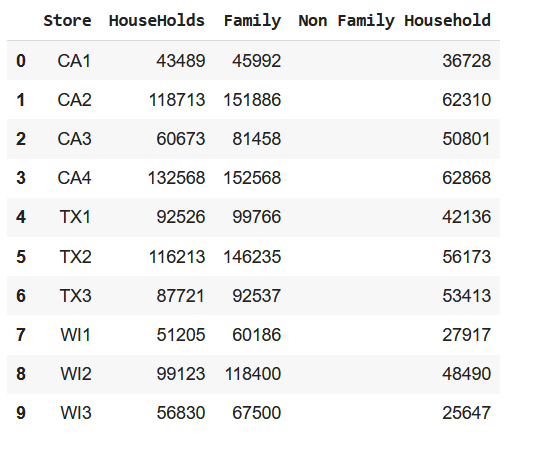 Store HouseHolds Family Non Family Household
0 CA1 43489 45992 36728
1 CA2 118713 151886 62310
2 CA3 60673 81458 50801
3 CA4 132568 152568 62868
4 TX1 92526 99766 42136
5 TX2 116213 146235 56173
6 TX3 87721 92537 53413
7 WI1 51205 60186 27917
8 WI2 99123 118400 48490
9 WI3 56830 67500 25647